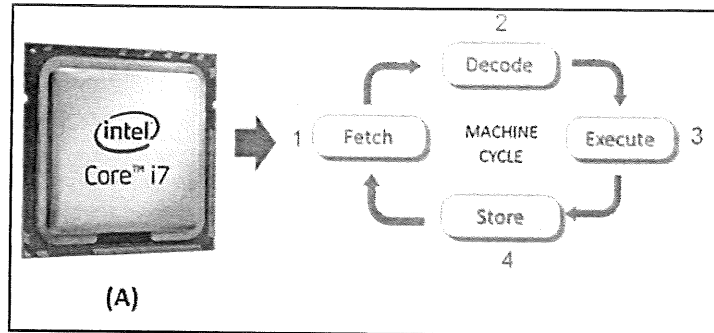 2
Decode
intel
Core™ i7
1
Fetch
MACHINE
CYCLE
Execute
3
Store
4
(A)